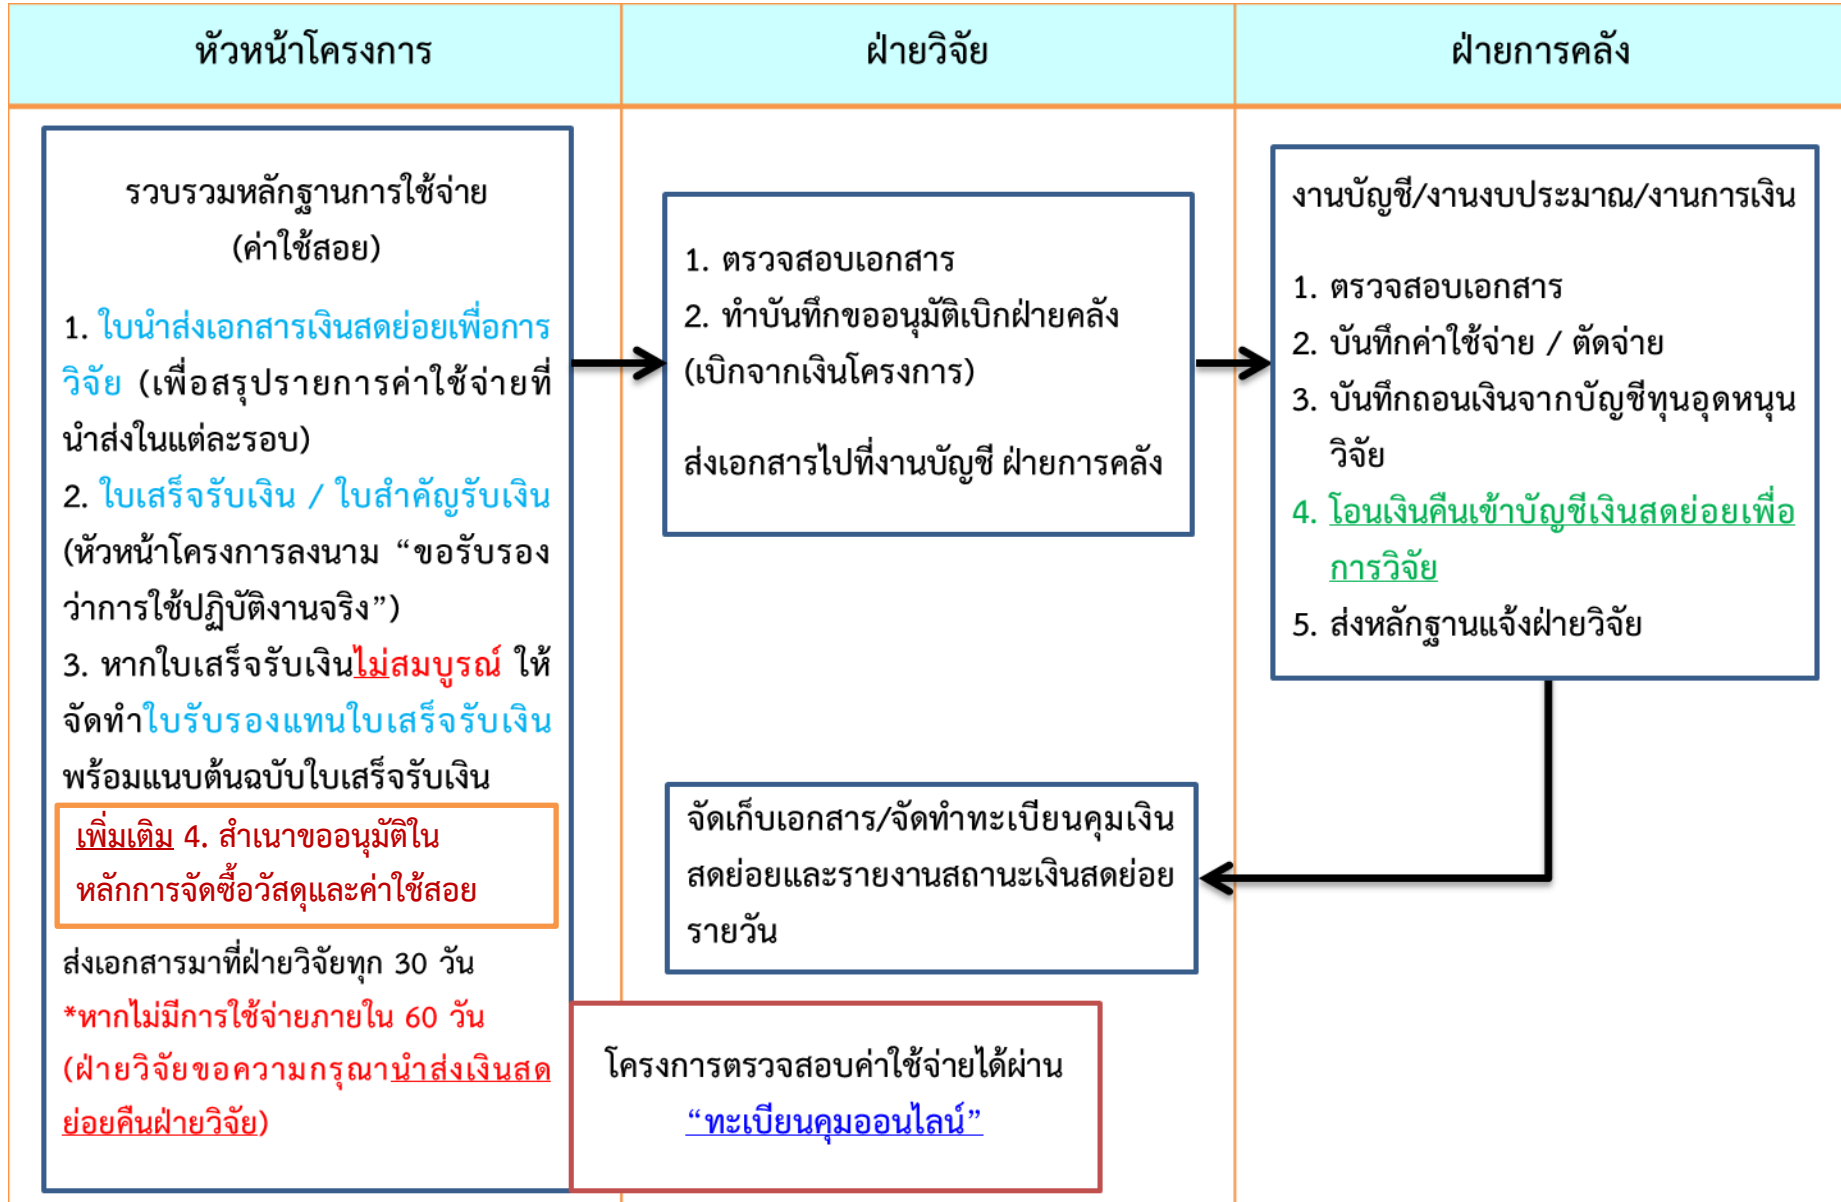 หัวหน้าโครงการ
ฝ่ายวิจัย
ฝ่ายการคลัง
รวบรวมหลักฐานการใช้จ่าย
(ค่าใช้สอย)
1. ใบนำส่งเอกสารเงินสดย่อยเพื่อการ
วิจัย (เพื่อสรุปรายการค่าใช้จ่ายที่
นำส่งในแต่ละรอบ)
2. ใบเสร็จรับเงิน / ใบสำคัญรับเงิน
(หัวหน้าโครงการลงนาม “ขอรับรอง
ว่าการใช้ปฏิบัติงานจริง”)
3. หากใบเสร็จรับเงินไม่สมบูรณ์ ให้
จัดทำใบรับรองแทนใบเสร็จรับเงิน
พร้อมแนบต้นฉบับใบเสร็จรับเงิน
เพิ่มเติม 4. สำเนาขออนุมัติใน
หลักการจัดซื้อวัสดุและค่าใช้สอย
ส่งเอกสารมาที่ฝ่ายวิจัยทุก 30 วัน
*หากไม่มีการใช้จ่ายภายใน 60 วัน
(ฝ่ายวิจัยขอความกรุณานำส่งเงินสด
ย่อยคืนฝ่ายวิจัย)
1. ตรวจสอบเอกสาร
2. ทำบันทึกขออนุมัติเบิกฝ่ายคลัง
(เบิกจากเงินโครงการ)
ส่งเอกสารไปที่งานบัญชี ฝ่ายการคลัง
งานบัญชี/งานงบประมาณ/งานการเงิน
1. ตรวจสอบเอกสาร
2. บันทึกค่าใช้จ่าย / ตัดจ่าย
3. บันทึกถอนเงินจากบัญชีทุนอุดหนุน
วิจัย
4. โอนเงินคืนเข้าบัญชีเงินสดย่อยเพื่อ
การวิจัย
5. ส่งหลักฐานแจ้งฝ่ายวิจัย
จัดเก็บเอกสาร/จัดทำทะเบียนคุมเงิน
สดย่อยและรายงานสถานะเงินสดย่อย
รายวัน
โครงการตรวจสอบค่าใช้จ่ายได้ผ่าน
“ทะเบียนคุมออนไลน์”